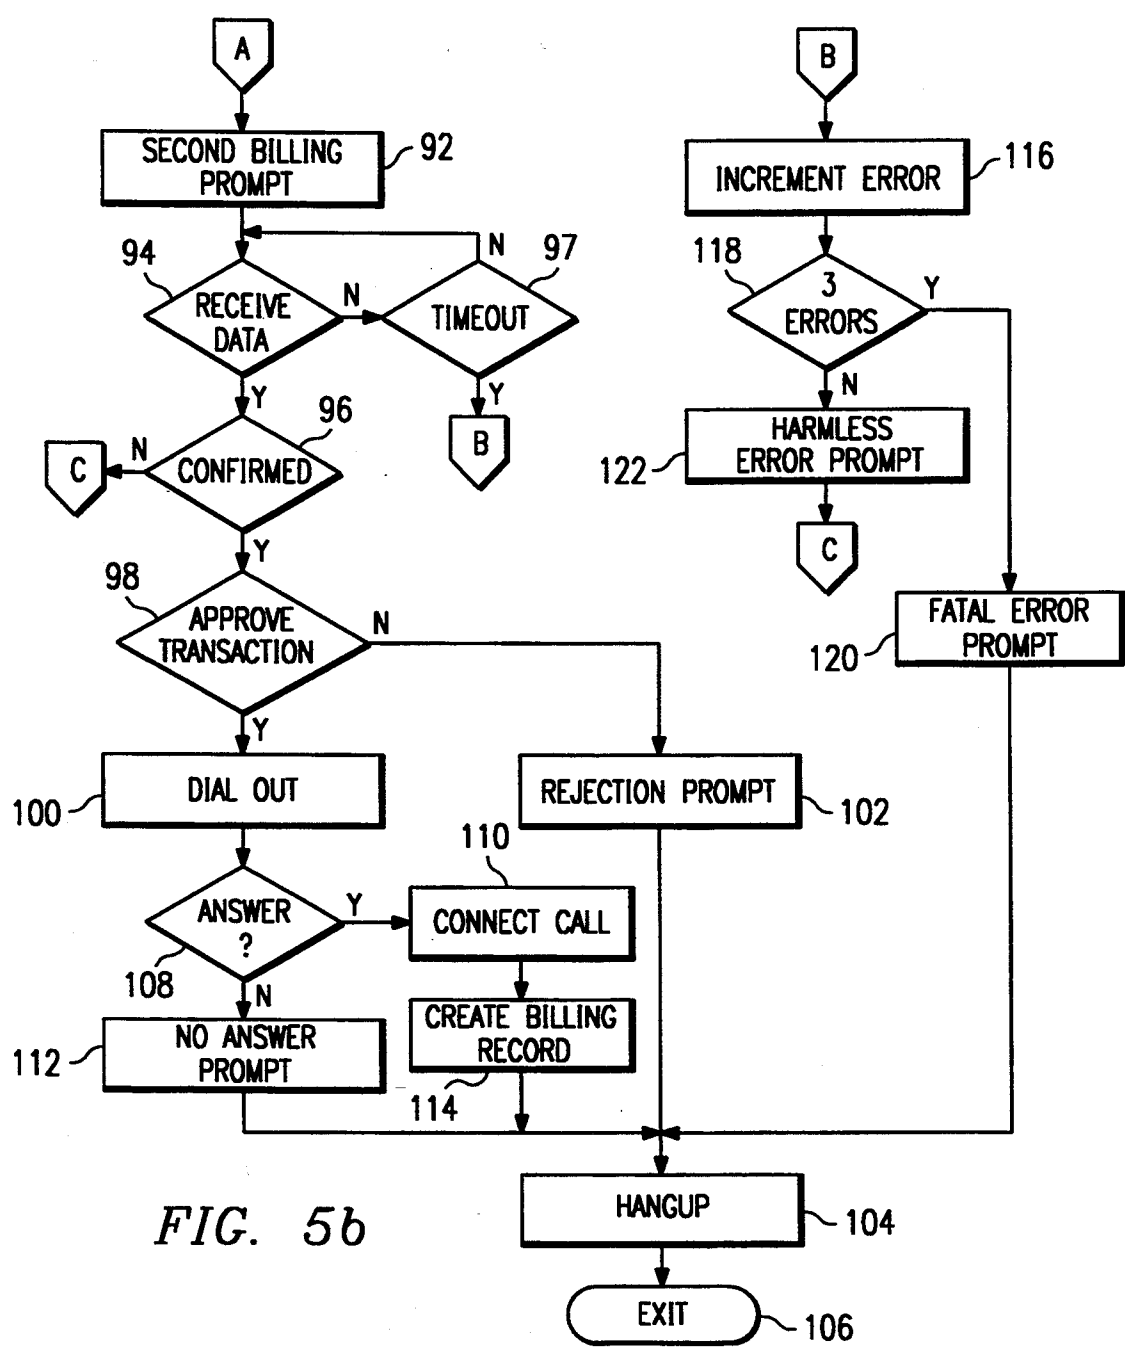 A
SECOND BILLING
PROMPT
92
94
RECEIVE
DATA
N
TIMEOUT
97
N
Y
B
Y
96
CONFIRMED
N
C
Y
98
APPROVE
TRANSACTION
N
Y
DIAL OUT
100
REJECTION PROMPT
102
ANSWER
?
108
Y
110
CONNECT CALL
CREATE BILLING
RECORD
114
N
NO ANSWER
PROMPT
112
B
INCREMENT ERROR
116
118
3
ERRORS
Y
N
HARMLESS
ERROR PROMPT
122
C
FATAL ERROR
PROMPT
120
HANGUP
104
EXIT
106
FIG. 5b